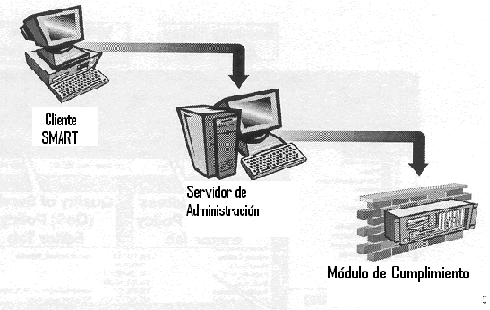 Cliente
SMART
Servidor de
Administración
Módulo de Cumplimiento